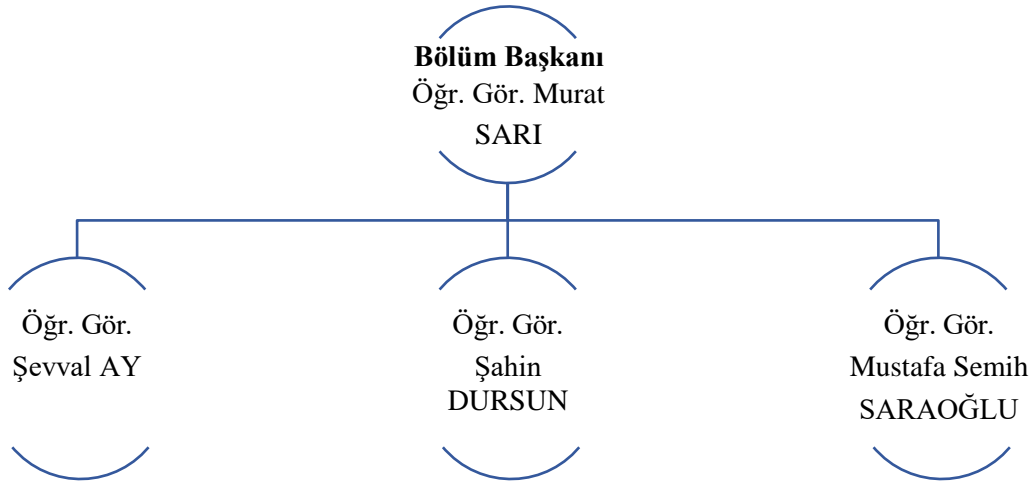 Bölüm Başkanı
Öğr. Gör. Murat
SARI
Öğr. Gör.
Şevval AY
Öğr. Gör.
Şahin
DURSUN
Öğr. Gör.
Mustafa Semih
SARAOĞLU